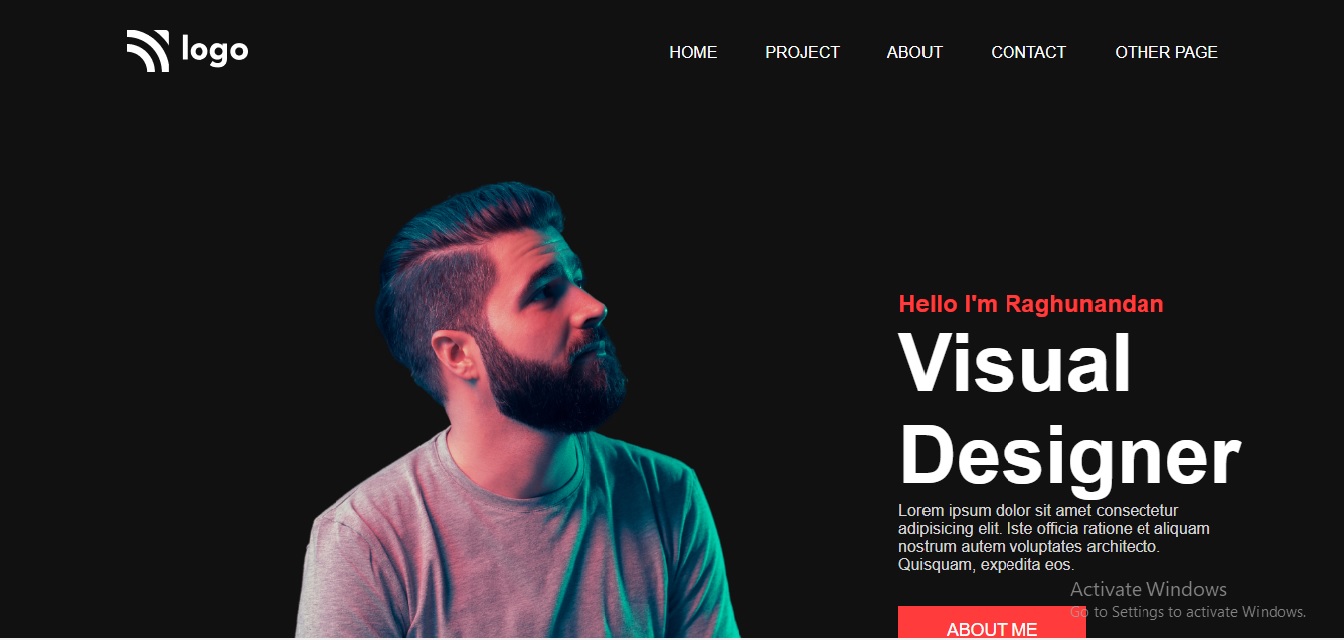 logo
HOME PROJECT ABOUT CONTACT OTHER PAGE
Hello I'm Raghunandan
Visual
Designer
Lorem ipsum dolor sit amet consectetur
adipisicing elit. Iste officia ratione et aliquam
nostrum autem voluptates architecto.
Quisquam, expedita eos.
Activate Windows
Go to Settings to activate Windows.
ABOUT ME